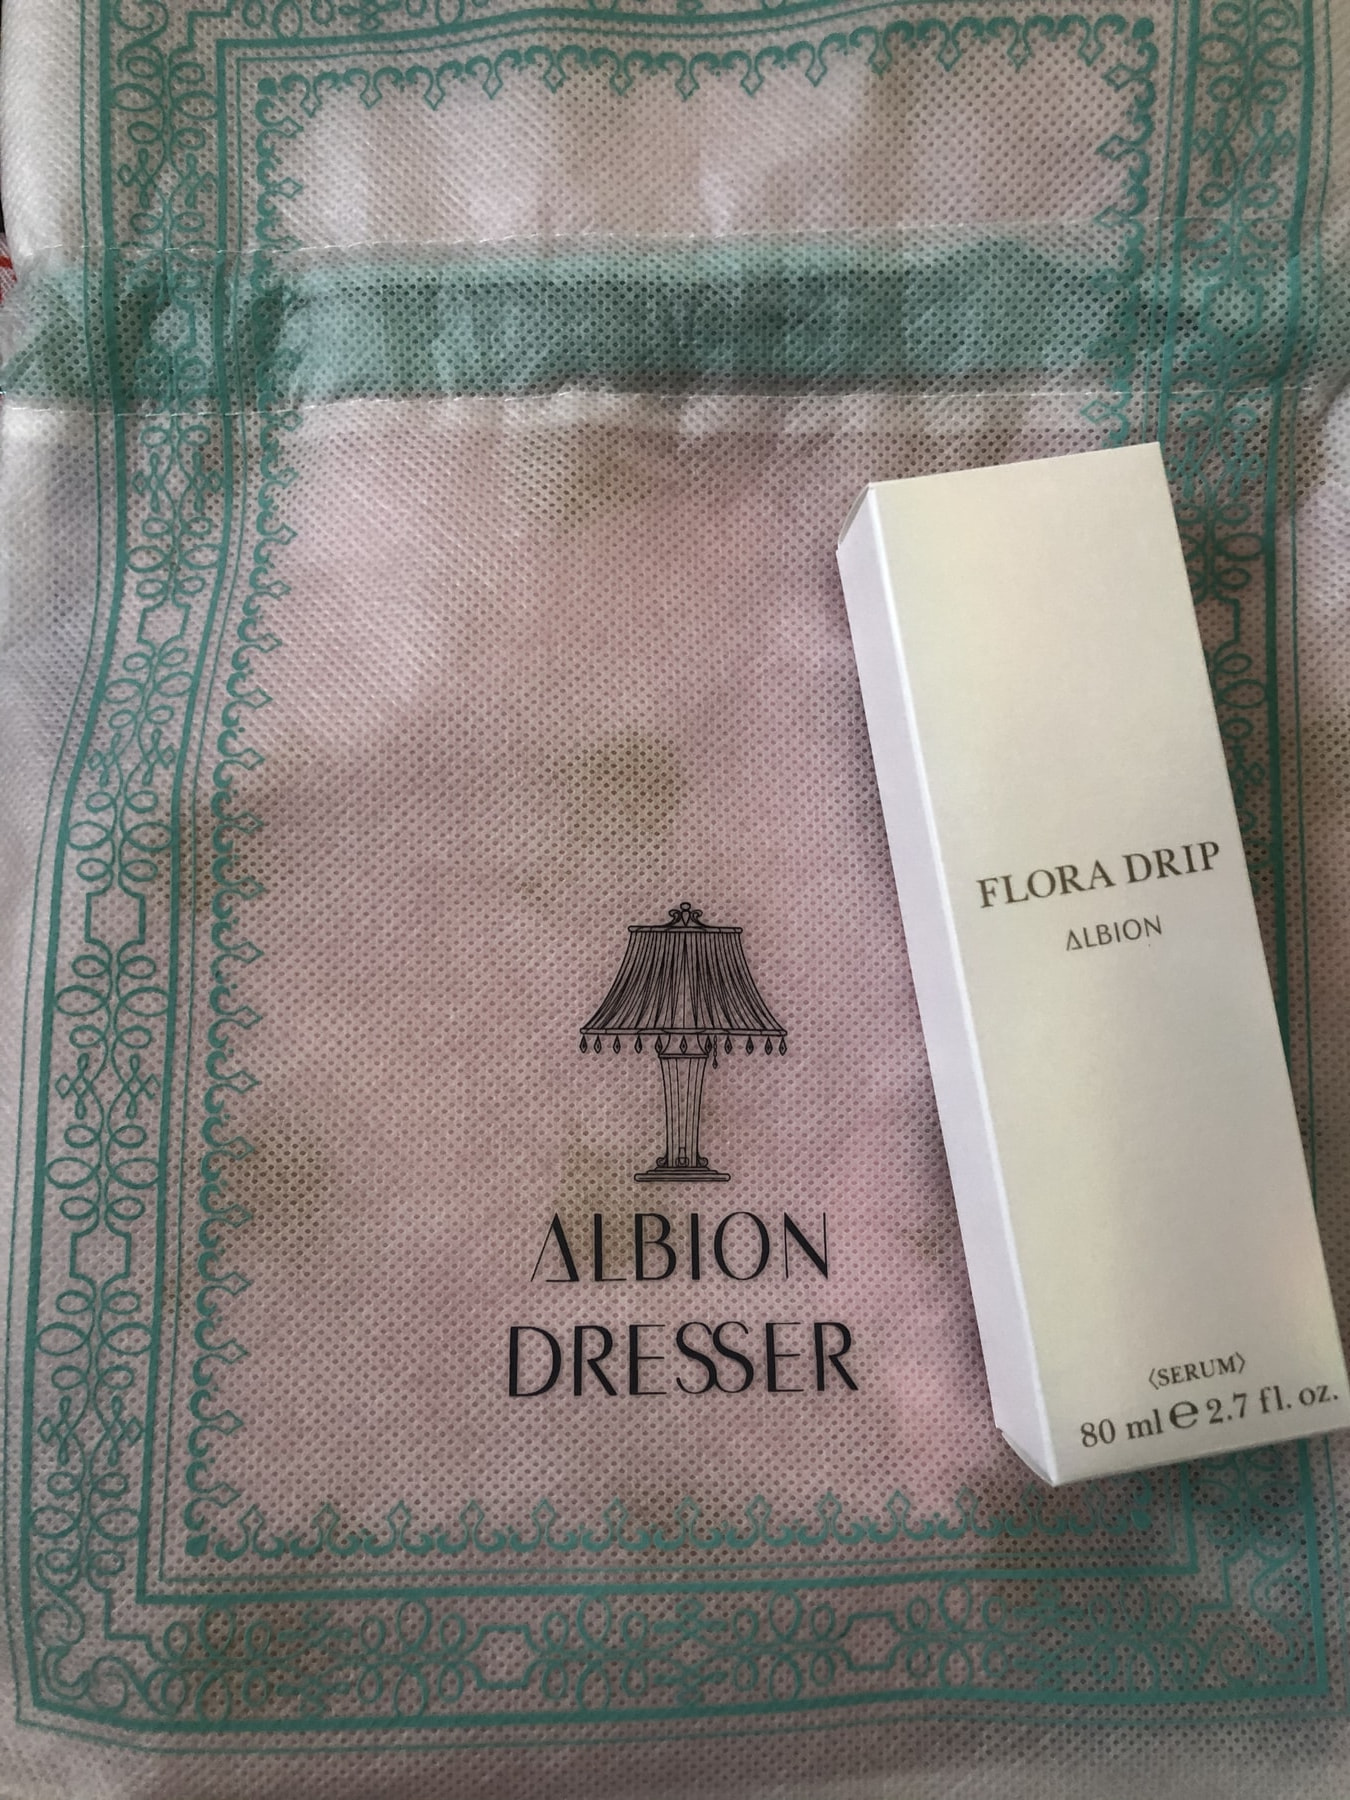 ALBION
DRESSER
FLORA DRIP
ALBION
〈SERUM〉
80 ml ℮ 2.7 fl. oz.